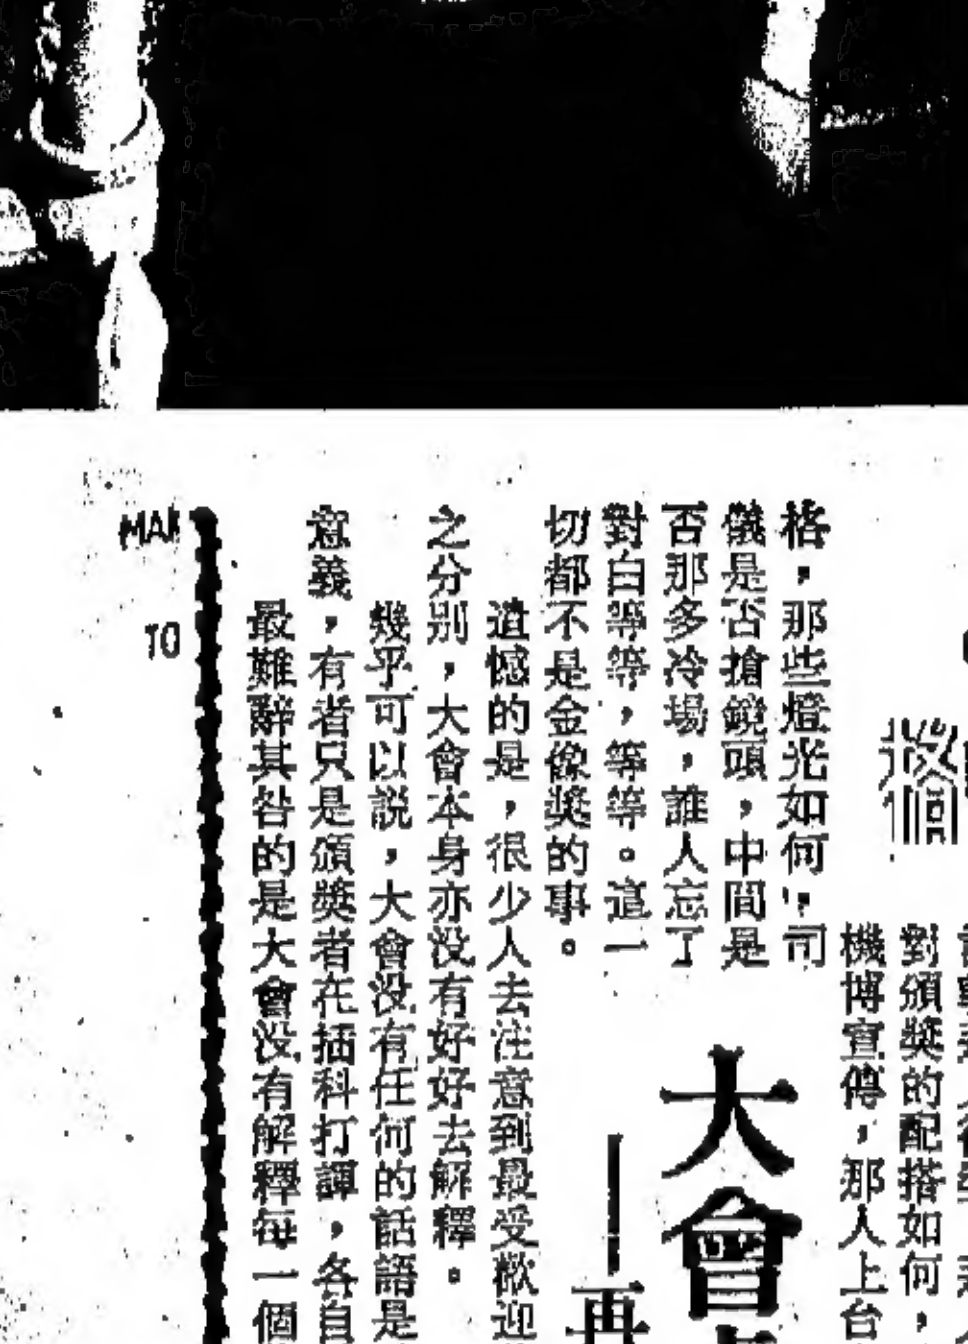 對頒獎的配搭如何，
機博宣傳，那人上台
格，那些燈光如何，司
儀是否搶鏡頭，中間是
否那多冷場，誰人忘了
對白等等，等等。這一
切都不是金像獎的事。
大會
再
遺憾的是，很少人去注意到最受歡迎
之分別，大會本身亦沒有好好去解釋。
幾乎可以説，大會沒有任何的話語是
意義，有者只是頒獎者在插科打諢，各自
最難辭其咎的是大會沒有解釋每一個
MAR
TO